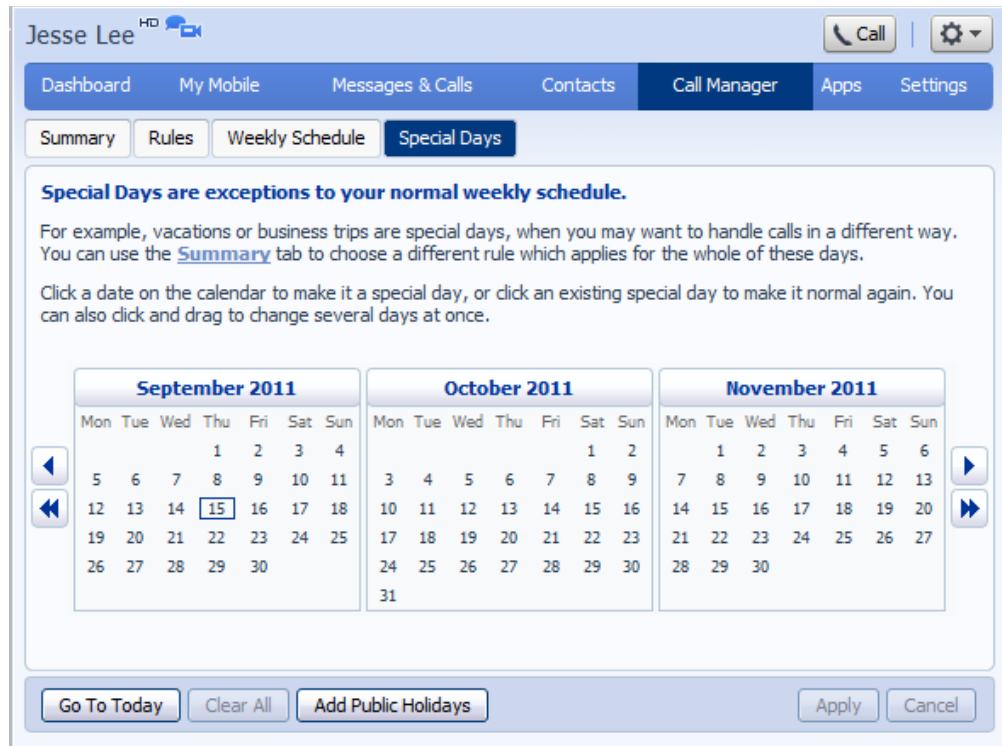 Jesse Lee HD
Call
Dashboard My Mobile Messages & Calls Contacts Call Manager Apps Settings
Summary Rules Weekly Schedule Special Days
Special Days are exceptions to your normal weekly schedule.
For example, vacations or business trips are special days, when you may want to handle calls in a different way.
You can use the Summary tab to choose a different rule which applies for the whole of these days.
Click a date on the calendar to make it a special day, or click an existing special day to make it normal again. You
can also click and drag to change several days at once.
September 2011
Mon Tue Wed Thu Fri Sat Sun
1 2 3 4
5 6 7 8 9 10 11
12 13 14 15 16 17 18
19 20 21 22 23 24 25
26 27 28 29 30
October 2011
Mon Tue Wed Thu Fri Sat Sun
1 2
3 4 5 6 7 8 9
10 11 12 13 14 15 16
17 18 19 20 21 22 23
24 25 26 27 28 29 30
31
November 2011
Mon Tue Wed Thu Fri Sat Sun
1 2 3 4 5 6
7 8 9 10 11 12 13
14 15 16 17 18 19 20
21 22 23 24 25 26 27
28 29 30
Go To Today Clear All Add Public Holidays Apply Cancel